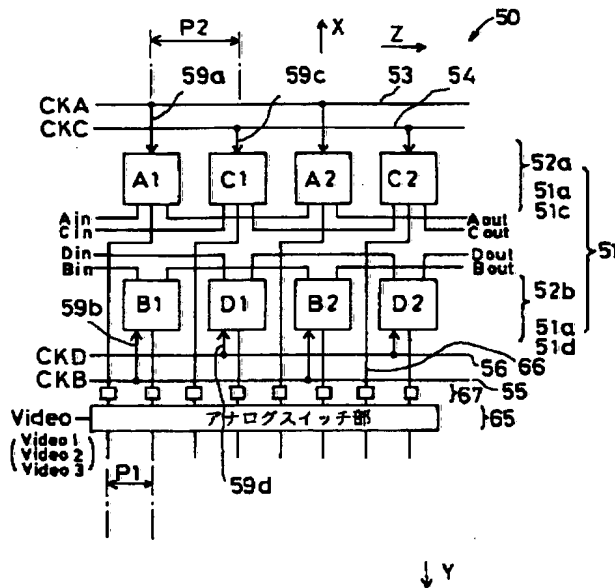 50
P2
X
Z
59a
59c
53
54
CKA
CKC
A1
C1
A2
C2
52a
51a
51c
Ain
Cin
Aout
Cout
51
Din
Bin
Dout
Bout
B1
D1
B2
D2
52b
51a
51d
59b
CKD
CKB
56
66
55
67
Video
アナログスイッチ部
65
(Video 1
Video 2
Video 3)
P1
59d
Y